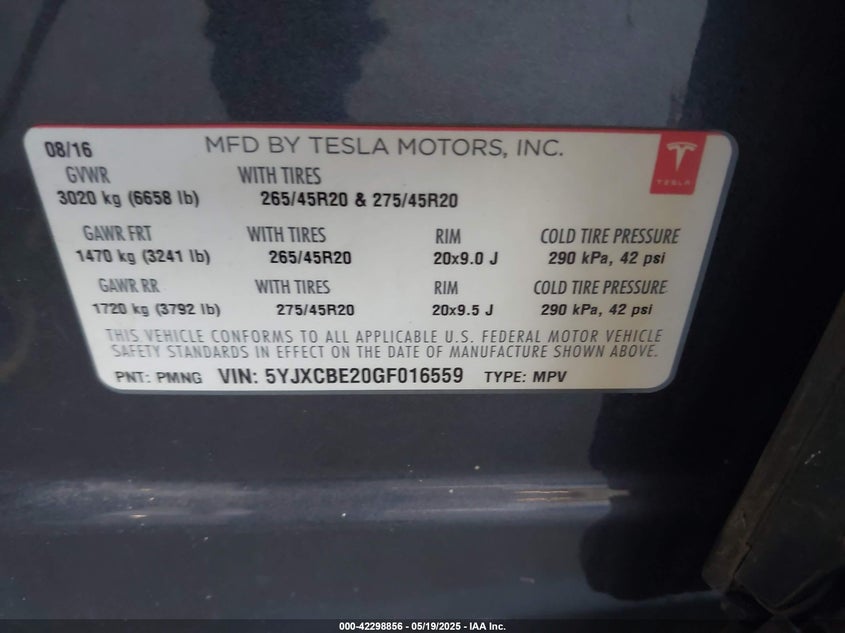 08/16 MFD BY TESLA MOTORS, INC.
TESLA
GVWR WITH TIRES
3020 kg (6658 lb) 265/45R20 & 275/45R20
GAWR FRT WITH TIRES RIM COLD TIRE PRESSURE
1470 kg (3241 lb) 265/45R20 20x9.0 J 290 kPa, 42 psi
GAWR RR WITH TIRES RIM COLD TIRE PRESSURE
1720 kg (3792 lb) 275/45R20 20x9.5 J 290 kPa, 42 psi
THIS VEHICLE CONFORMS TO ALL APPLICABLE U.S. FEDERAL MOTOR VEHICLE
SAFETY STANDARDS IN EFFECT ON THE DATE OF MANUFACTURE SHOWN ABOVE.
PNT: PMNG VIN: 5YJXCBE20GF016559 TYPE: MPV
000-42298856 - 05/19/2025 - IAA Inc.